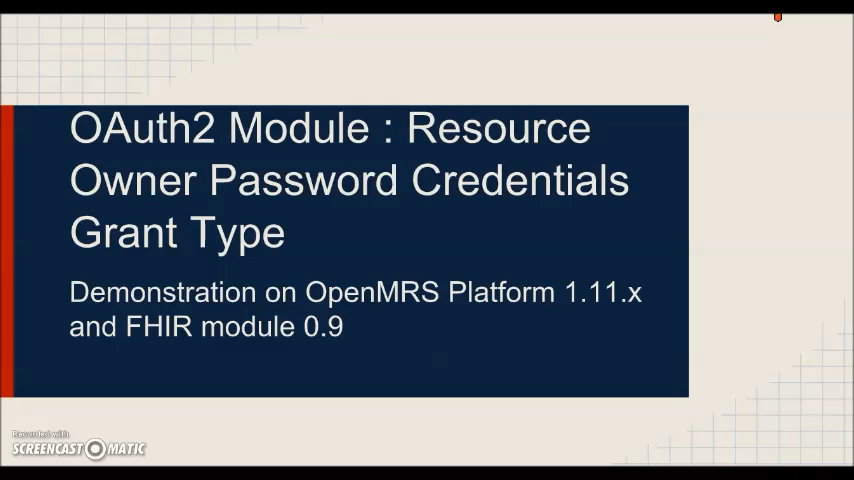 OAuth2 Module : Resource
Owner Password Credentials
Grant Type
Demonstration on OpenMRS Platform 1.11.x
and FHIR module 0.9
Recorded with
SCREENCAST MATIC